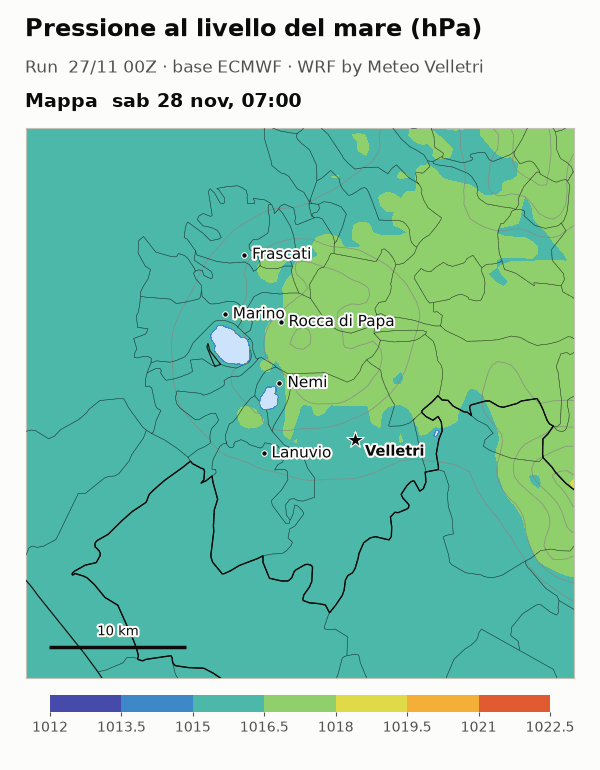 Pressione al livello del mare (hPa)
Run  27/11 00Z · base ECMWF · WRF by Meteo Velletri
Mappa  sab 28 nov, 07:00
Frascati
Marino
Rocca di Papa
Nemi
Velletri
Lanuvio
10 km
1012 1013.5 1015 1016.5 1018 1019.5 1021 1022.5